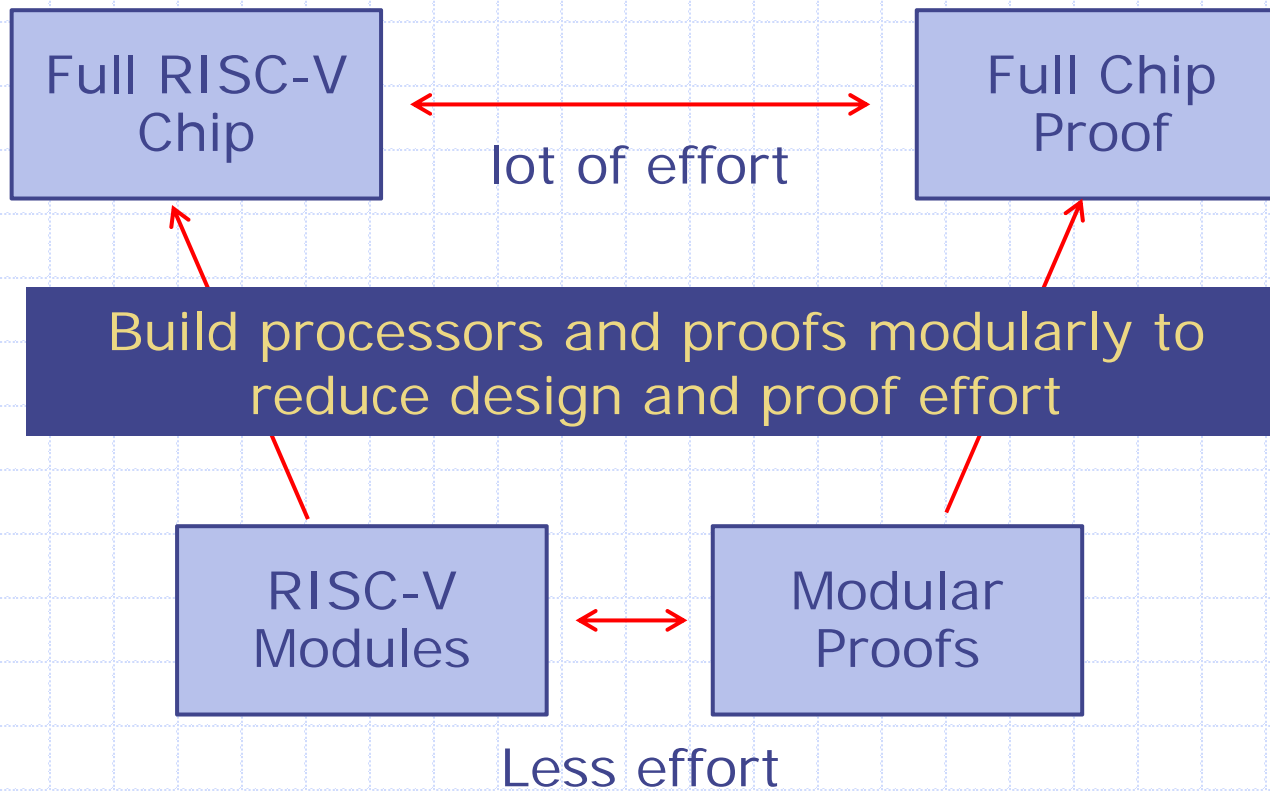 Full RISC-V
Chip
Full Chip
Proof
lot of effort
Build processors and proofs modularly to
reduce design and proof effort
RISC-V
Modules
Modular
Proofs
Less effort